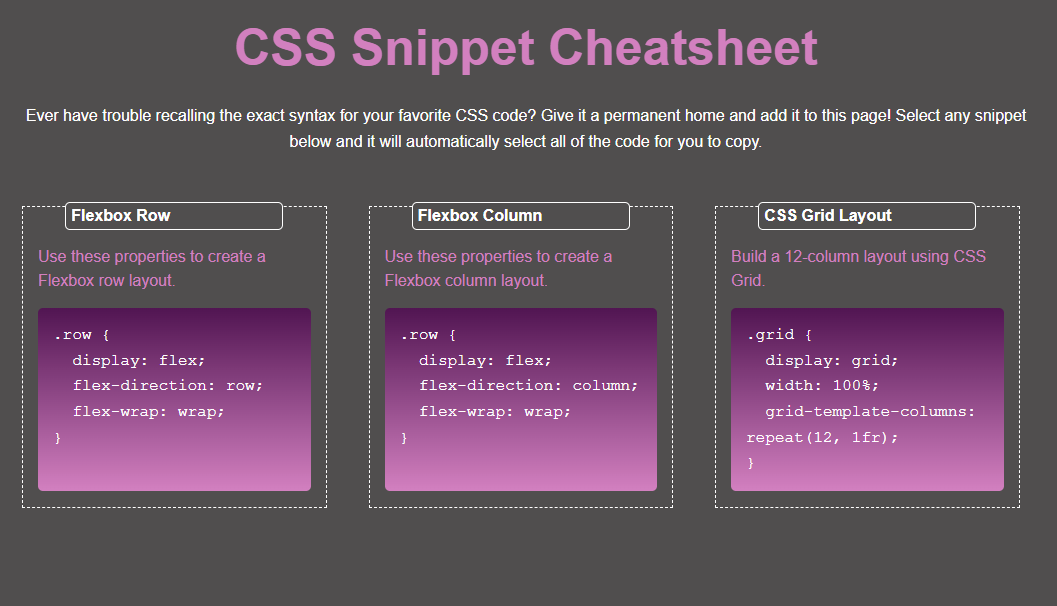 CSS Snippet Cheatsheet
Ever have trouble recalling the exact syntax for your favorite CSS code? Give it a permanent home and add it to this page! Select any snippet
below and it will automatically select all of the code for you to copy.
Flexbox Row
Use these properties to create a
Flexbox row layout.
.row {
  display: flex;
  flex-direction: row;
  flex-wrap: wrap;
}
Flexbox Column
Use these properties to create a
Flexbox column layout.
.row {
  display: flex;
  flex-direction: column;
  flex-wrap: wrap;
}
CSS Grid Layout
Build a 12-column layout using CSS
Grid.
.grid {
  display: grid;
  width: 100%;
  grid-template-columns:
repeat(12, 1fr);
}